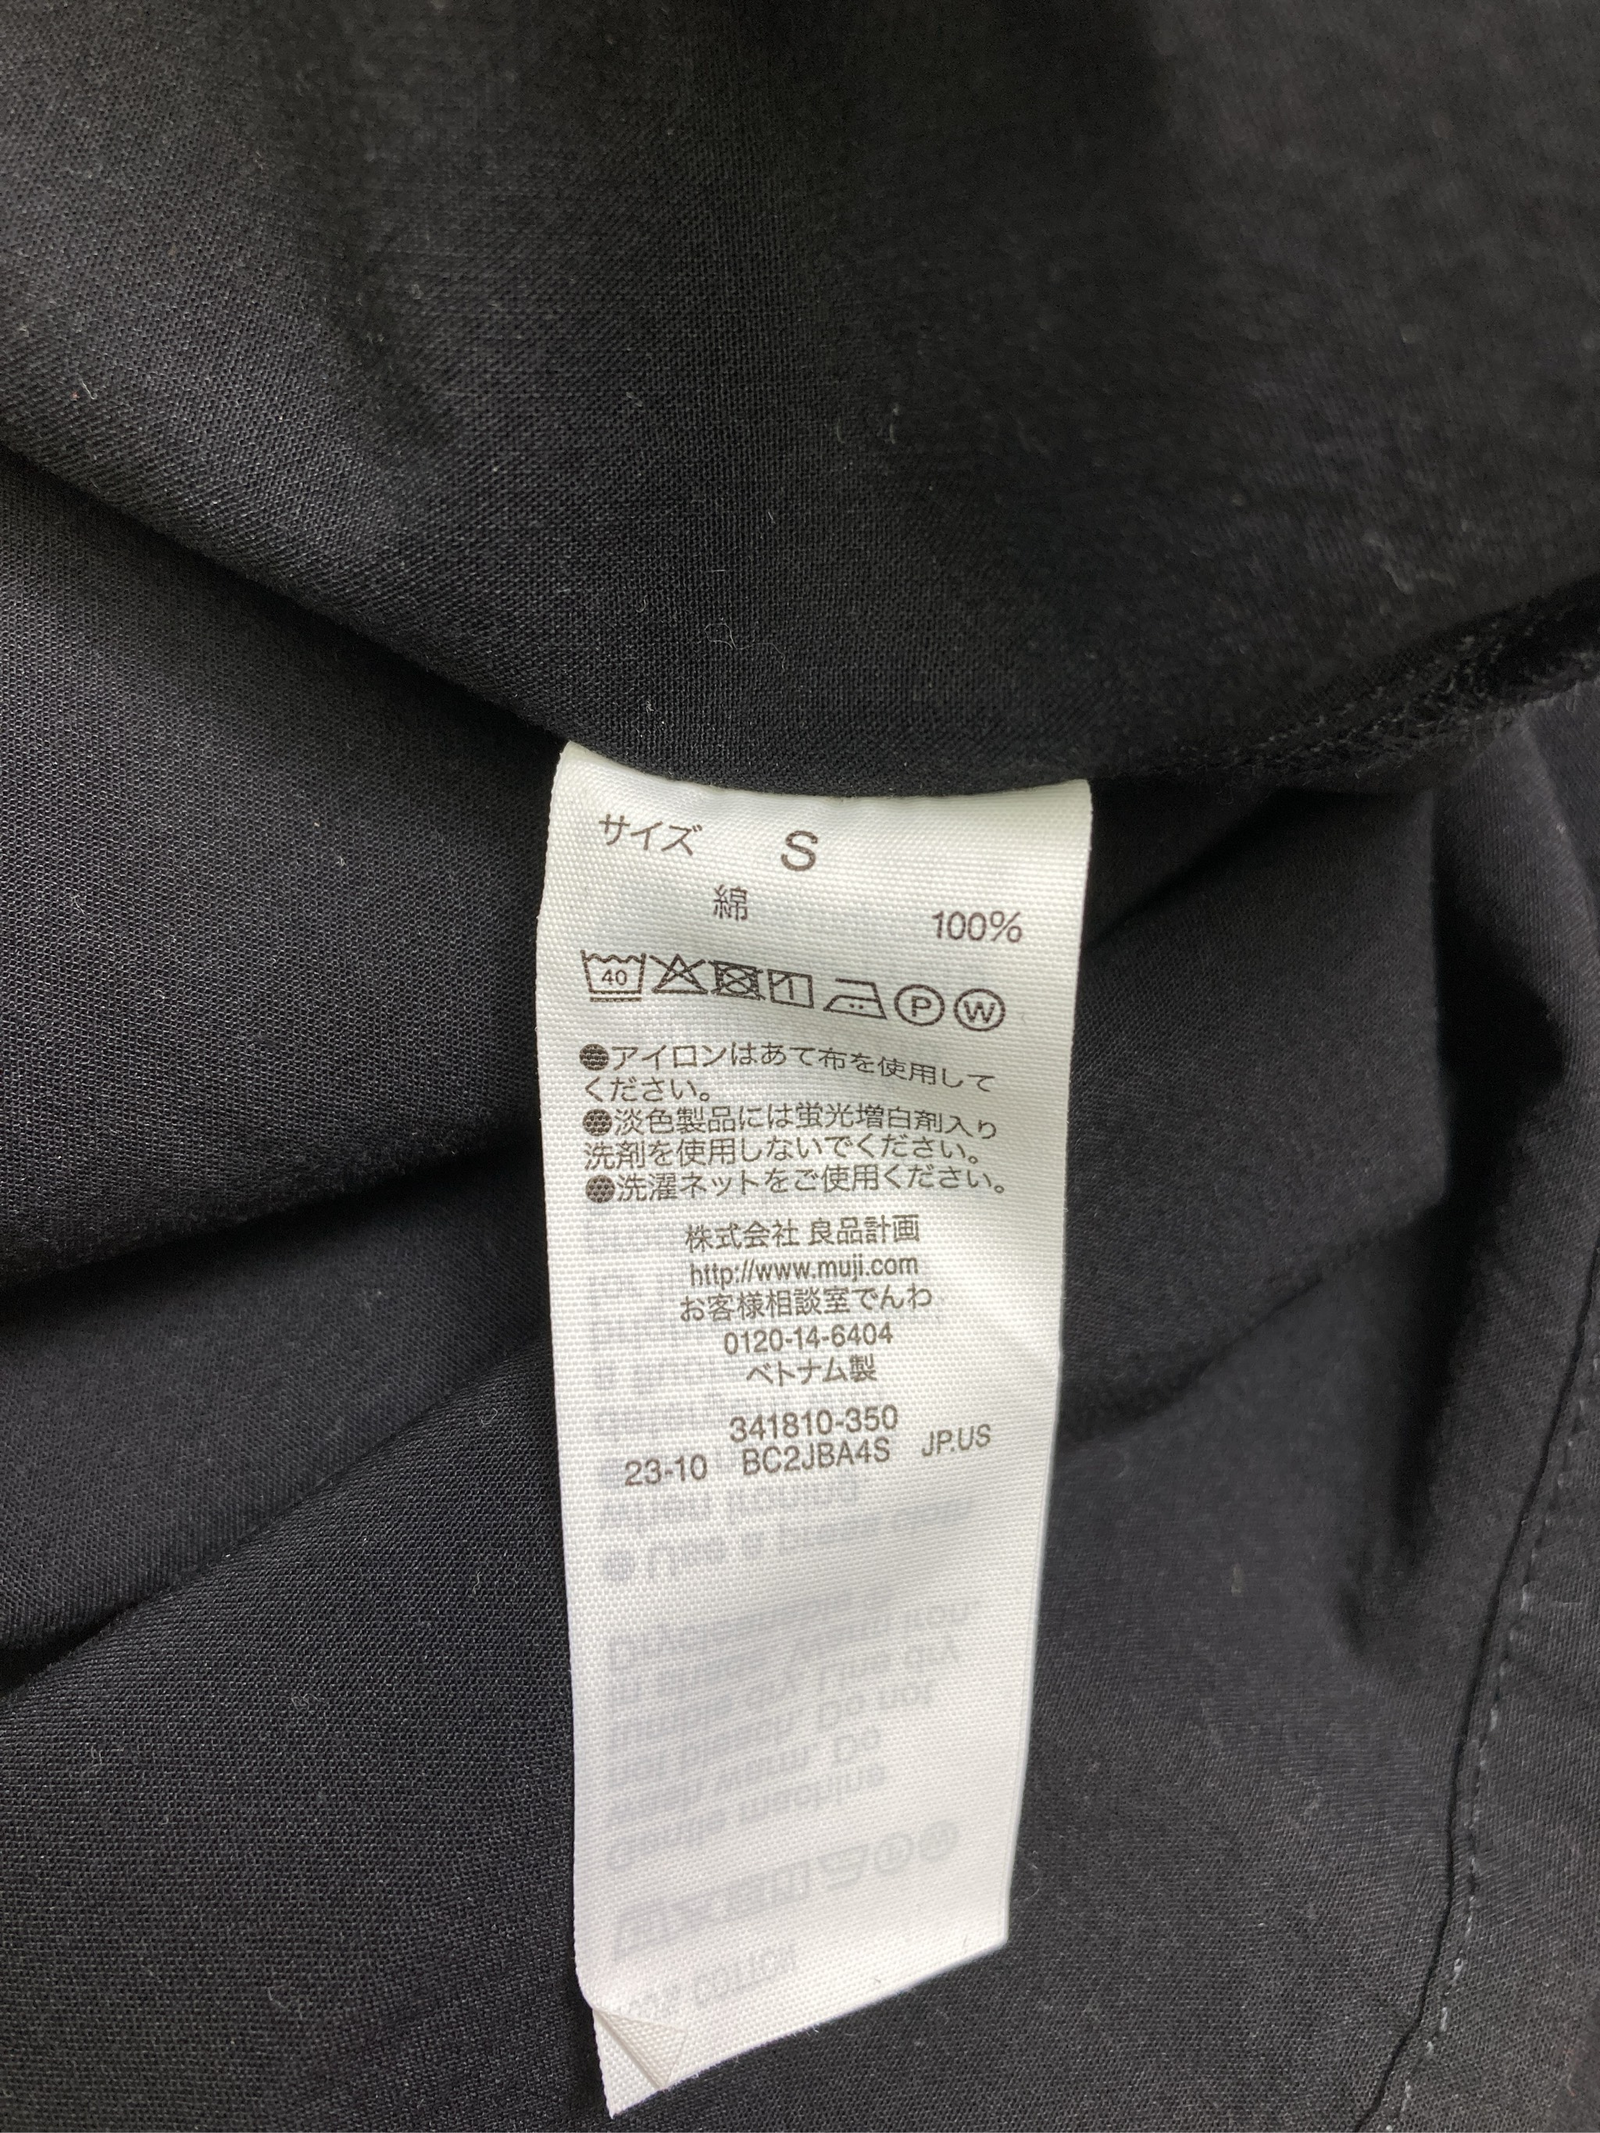 サイズ S
綿 100%
40 P W
●アイロンはあて布を使用して
ください。
●淡色製品には蛍光増白剤入り
洗剤を使用しないでください。
●洗濯ネットをご使用ください。
株式会社 良品計画
http://www.muji.com
お客様相談室でんわ
0120-14-6404
ベトナム製
341810-350
23-10 BC2JBA4S JP.US